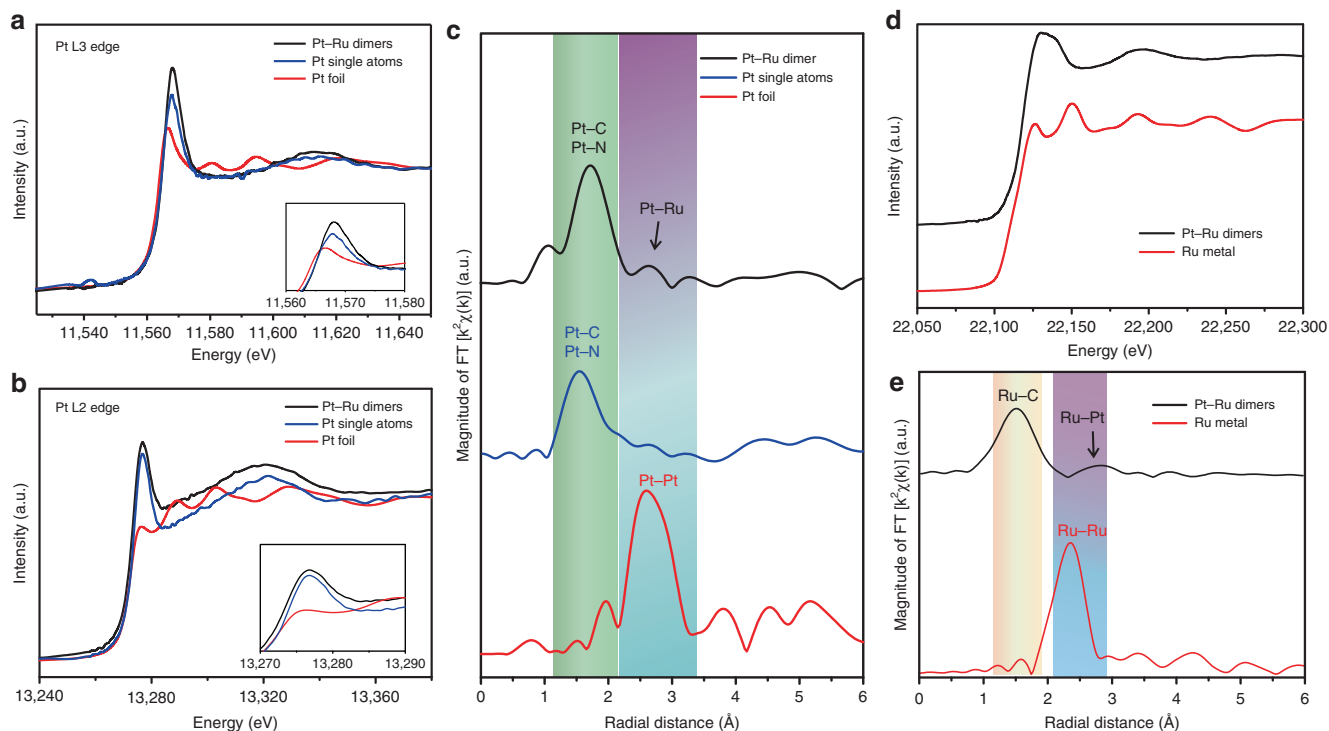 a
Pt L3 edge
Pt–Ru dimers
Pt single atoms
Pt foil
Intensity (a.u.)
11,560 11,570 11,580
11,540 11,560 11,580 11,600 11,620 11,640
Energy (eV)
b
Pt L2 edge
Pt–Ru dimers
Pt single atoms
Pt foil
Intensity (a.u.)
13,270 13,280 13,290
13,240 13,280 13,320 13,360
Energy (eV)
c
Pt–Ru dimer
Pt single atoms
Pt foil
Pt–C
Pt–N
Pt–Ru
Pt–C
Pt–N
Pt–Pt
Magnitude of FT [k²χ(k)] (a.u.)
0 1 2 3 4 5 6
Radial distance (Å)
d
Intensity (a.u.)
Pt–Ru dimers
Ru metal
22,050 22,100 22,150 22,200 22,250 22,300
Energy (eV)
e
Ru–C
Pt–Ru dimers
Ru metal
Ru–Pt
Ru–Ru
Magnitude of FT [k²χ(k)] (a.u.)
0 1 2 3 4 5 6
Radial distance (Å)